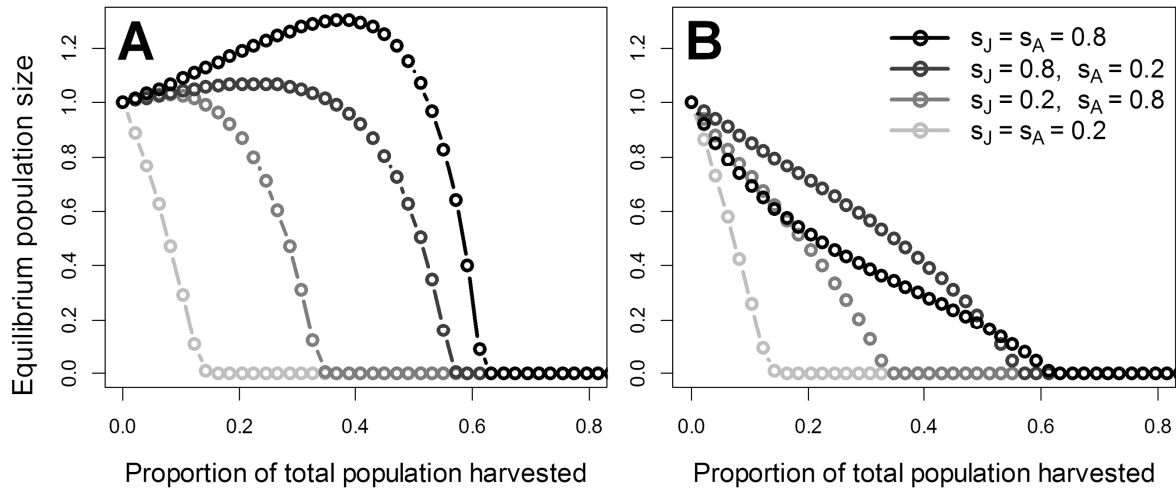 A
B
s_J = s_A = 0.8
s_J = 0.8, s_A = 0.2
s_J = 0.2, s_A = 0.8
s_J = s_A = 0.2
Equilibrium population size
1.2
1.0
0.8
0.6
0.4
0.2
0.0
1.2
1.0
0.8
0.6
0.4
0.2
0.0
0.0 0.2 0.4 0.6 0.8
0.0 0.2 0.4 0.6 0.8
Proportion of total population harvested
Proportion of total population harvested